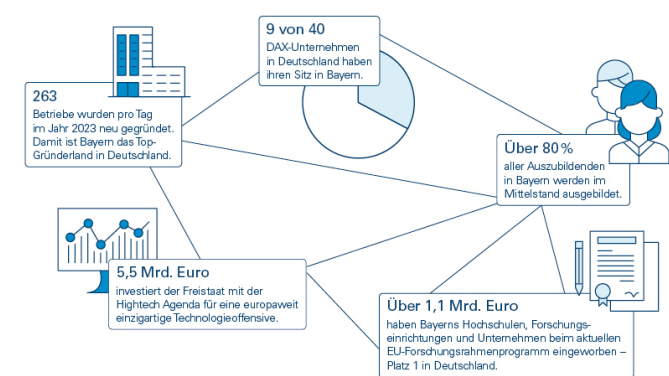 9 von 40
DAX-Unternehmen
in Deutschland haben
ihren Sitz in Bayern.
263
Betriebe wurden pro Tag
im Jahr 2023 neu gegründet.
Damit ist Bayern das Top-
Gründerland in Deutschland.
Über 80 %
aller Auszubildenden
in Bayern werden im
Mittelstand ausgebildet.
5,5 Mrd. Euro
investiert der Freistaat mit der
Hightech Agenda für eine europaweit
einzigartige Technologieoffensive.
Über 1,1 Mrd. Euro
haben Bayerns Hochschulen, Forschungs-
einrichtungen und Unternehmen beim aktuellen
EU-Forschungsrahmenprogramm eingeworben –
Platz 1 in Deutschland.